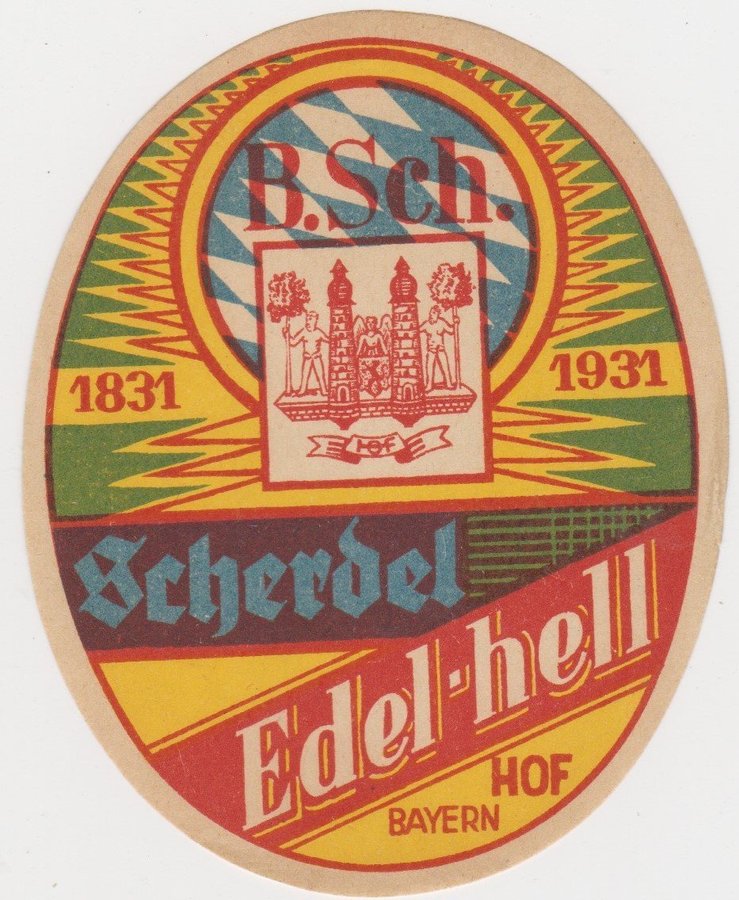 B.Sch.
1831
1931
HOF
Scherdel
Edel-hell
HOF
BAYERN